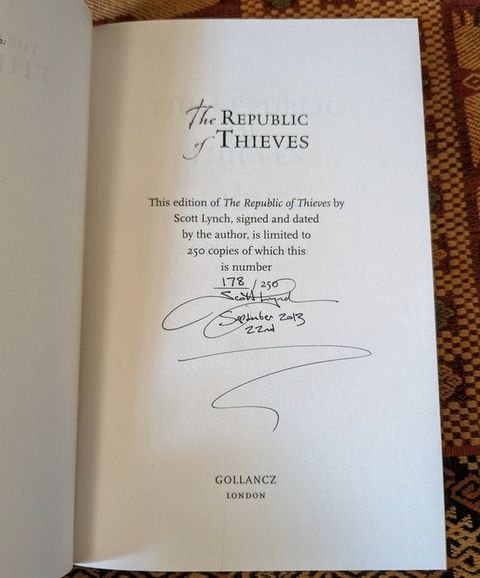 The REPUBLIC
of THIEVES
This edition of The Republic of Thieves by
Scott Lynch, signed and dated
by the author, is limited to
250 copies of which this
is number
178 / 250
Scott Lynch
September 2013
22nd
GOLLANCZ
LONDON